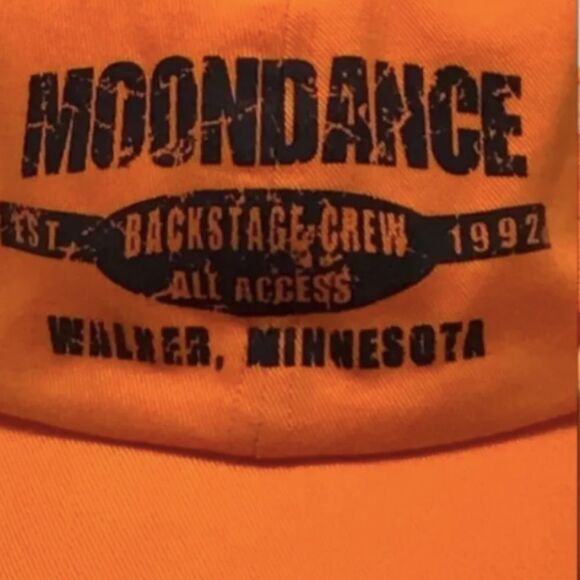 MOONDANCE
EST. BACKSTAGE CREW 1992
ALL ACCESS
WALKER, MINNESOTA